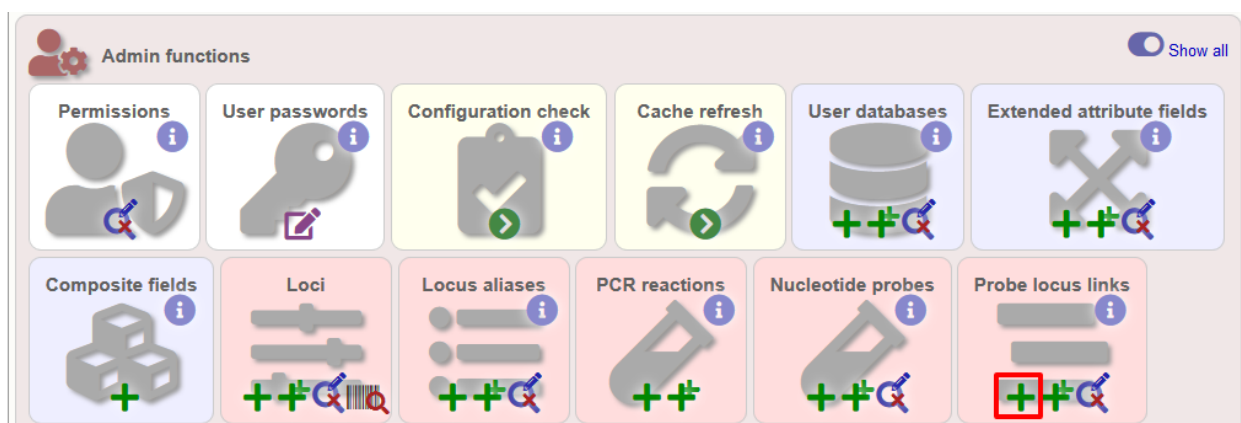 Admin functions
Show all
Permissions
User passwords
Configuration check
Cache refresh
User databases
Extended attribute fields
Composite fields
Loci
Locus aliases
PCR reactions
Nucleotide probes
Probe locus links